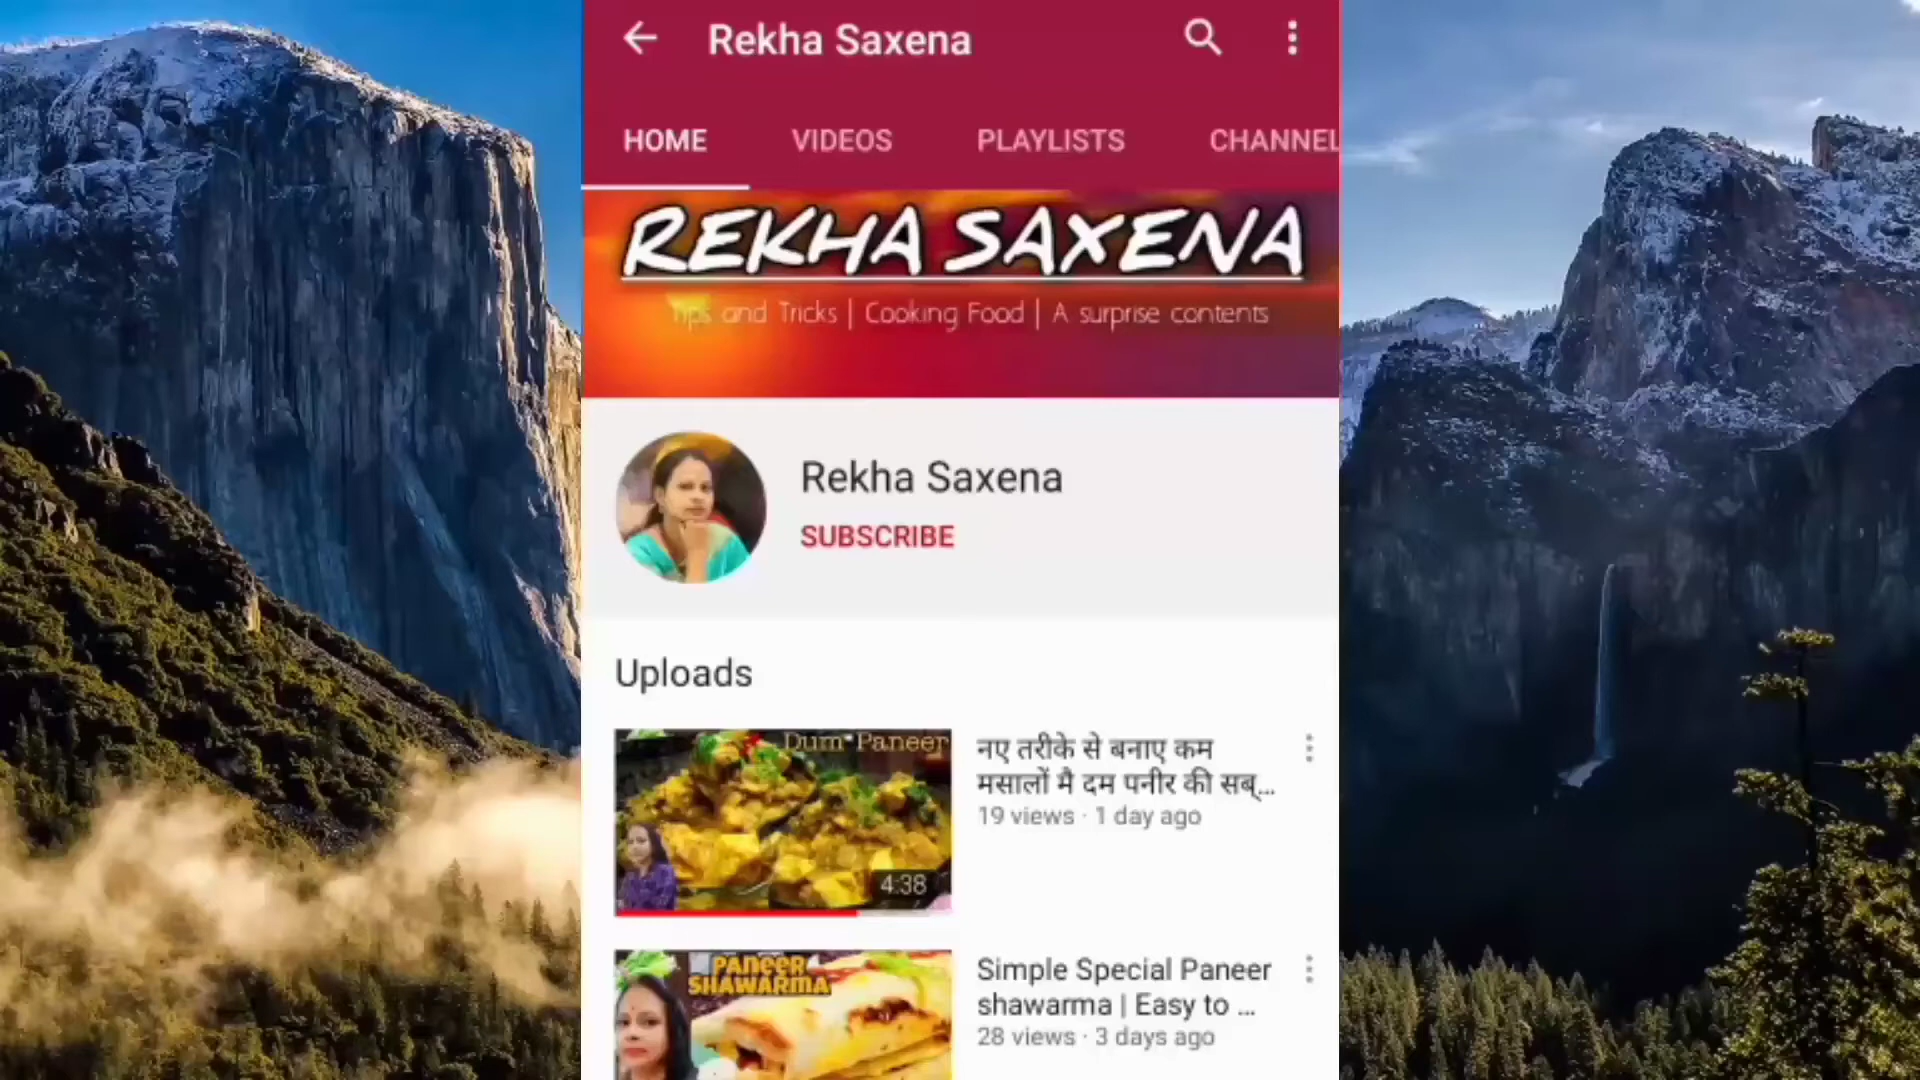 Rekha Saxena
HOME VIDEOS PLAYLISTS CHANNEL
REKHA SAXENA
Tips and Tricks | Cooking Food | A surprise contents
Rekha Saxena
SUBSCRIBE
Uploads
Dum Paneer
4:38
नए तरीके से बनाए कम
मसालों मै दम पनीर की सब्...
19 views · 1 day ago
PANEER
SHAWARMA
Simple Special Paneer
shawarma | Easy to ...
28 views · 3 days ago